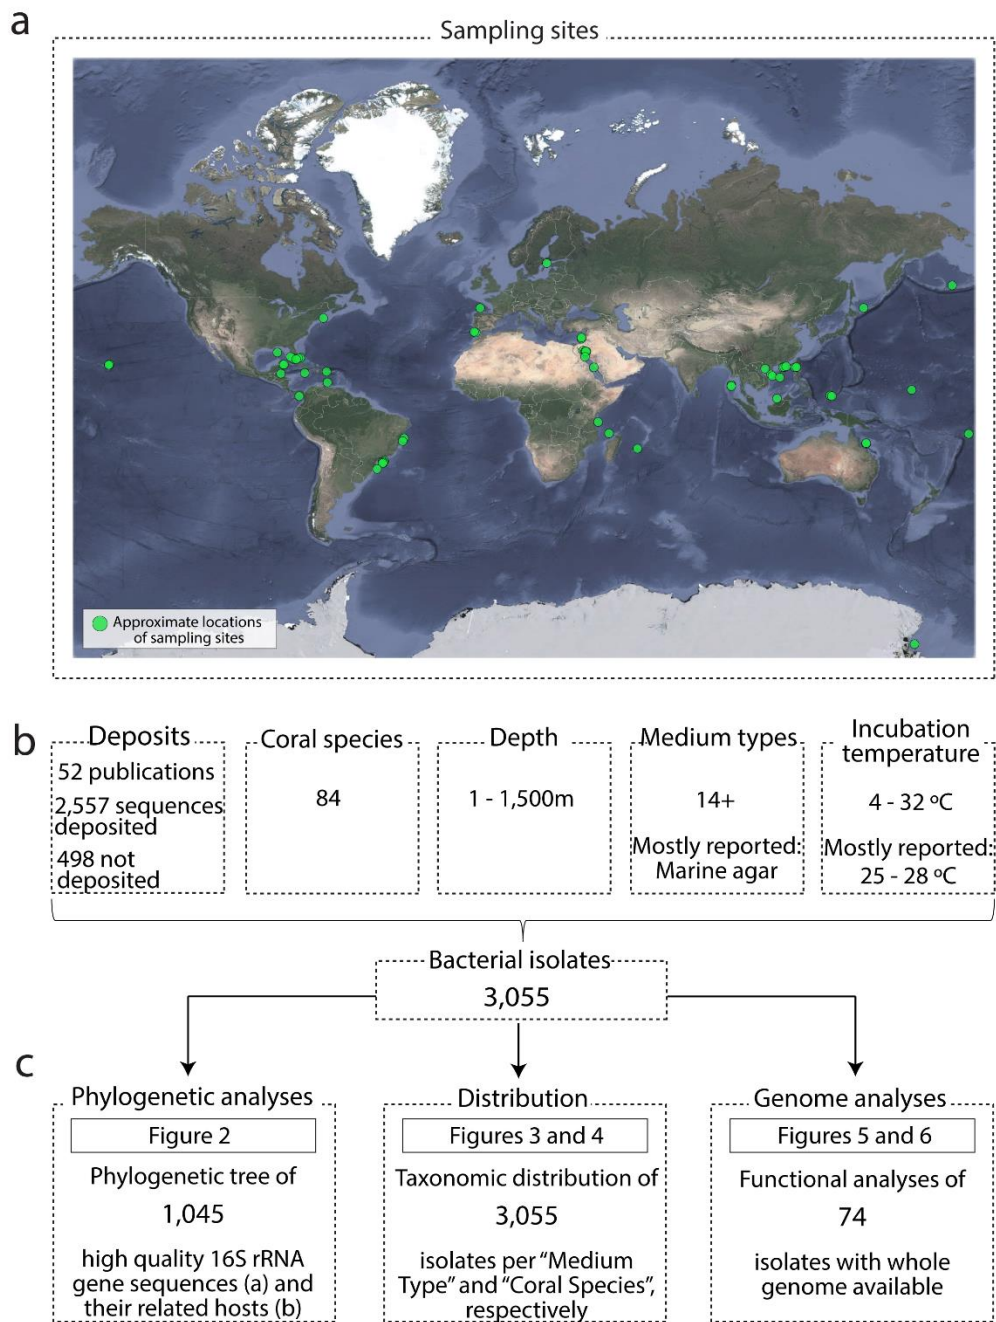 a
Sampling sites
Approximate locations
of sampling sites
b
Deposits
52 publications
2,557 sequences
deposited
498 not
deposited
Coral species
84
Depth
1 - 1,500m
Medium types
14+
Mostly reported:
Marine agar
Incubation
temperature
4 - 32 ºC
Mostly reported:
25 - 28 ºC
Bacterial isolates
3,055
c
Phylogenetic analyses
Figure 2
Phylogenetic tree of
1,045
high quality 16S rRNA
gene sequences (a) and
their related hosts (b)
Distribution
Figures 3 and 4
Taxonomic distribution of
3,055
isolates per “Medium
Type” and “Coral Species”,
respectively
Genome analyses
Figures 5 and 6
Functional analyses of
74
isolates with whole
genome available